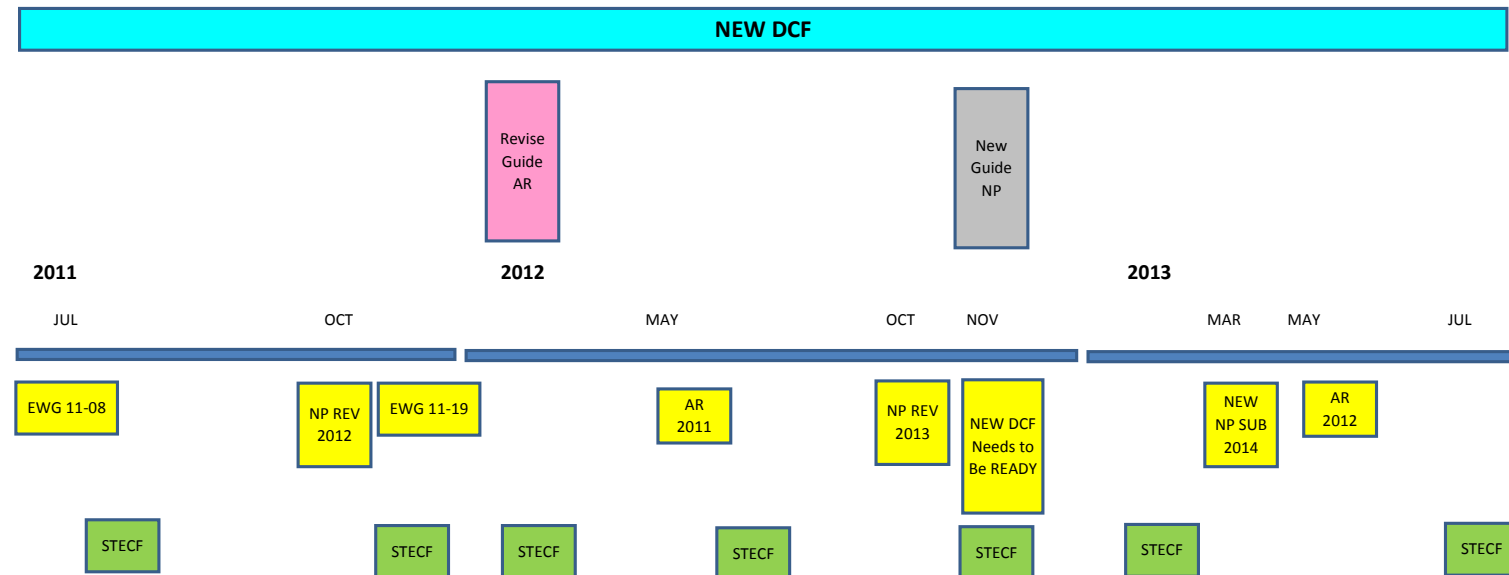 NEW DCF
Revise
Guide
AR
New
Guide
NP
2011
2012
2013
JUL
OCT
MAY
OCT
NOV
MAR
MAY
JUL
EWG 11-08
NP REV
2012
EWG 11-19
AR
2011
NP REV
2013
NEW DCF
Needs to
Be READY
NEW
NP SUB
2014
AR
2012
STECF
STECF
STECF
STECF
STECF
STECF
STECF